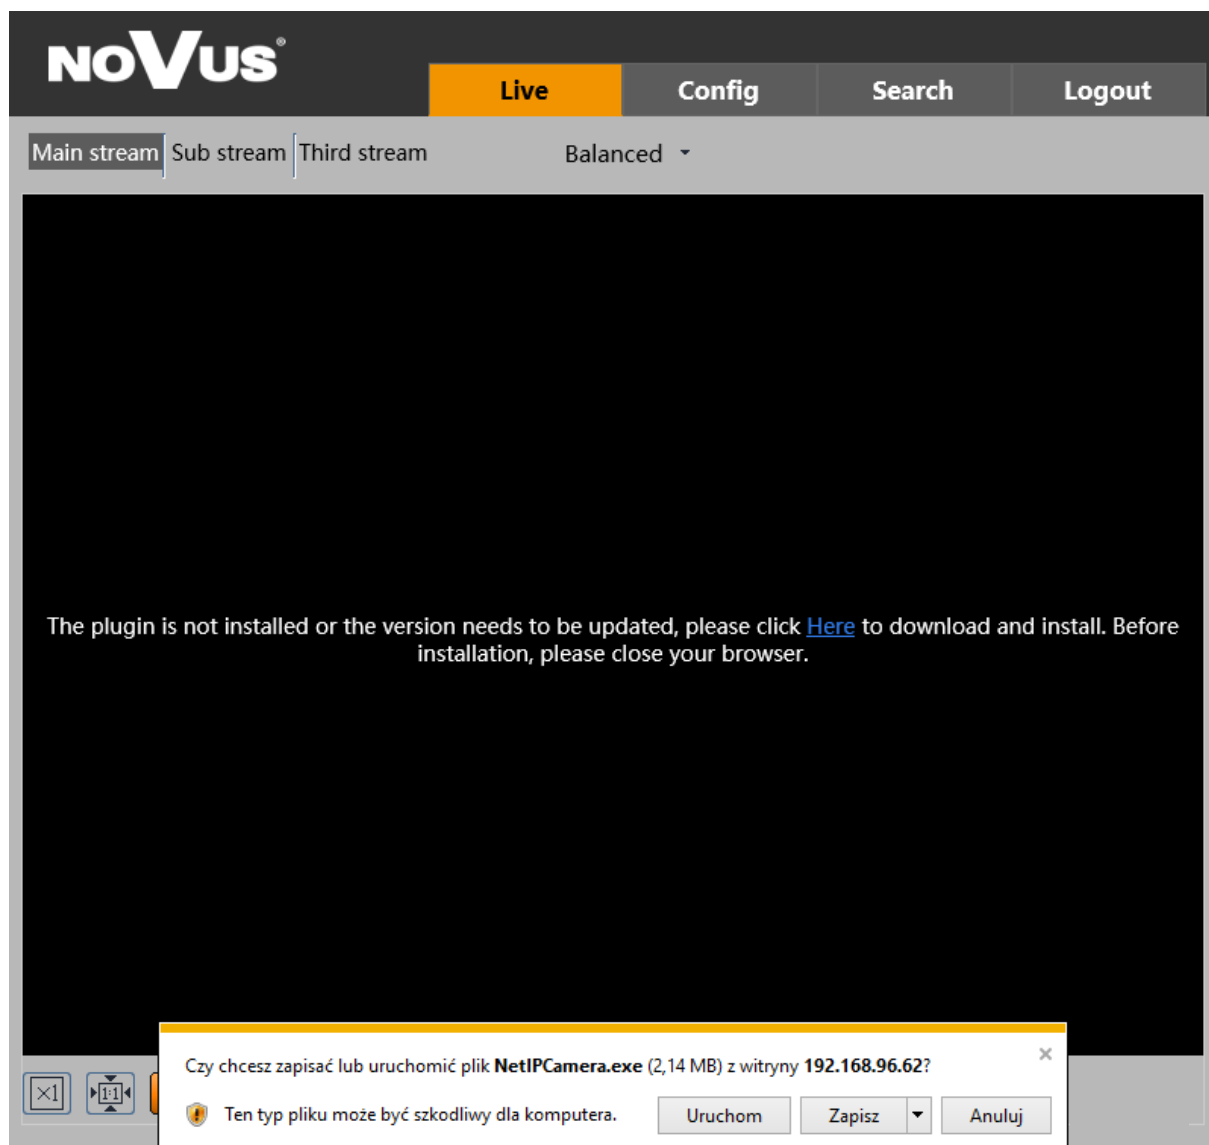 NOVUS®
Live Config Search Logout
Main stream Sub stream Third stream Balanced
The plugin is not installed or the version needs to be updated, please click Here to download and install. Before
installation, please close your browser.
Czy chcesz zapisać lub uruchomić plik NetIPCamera.exe (2,14 MB) z witryny 192.168.96.62?
×1 1:1
Ten typ pliku może być szkodliwy dla komputera. Uruchom Zapisz Anuluj